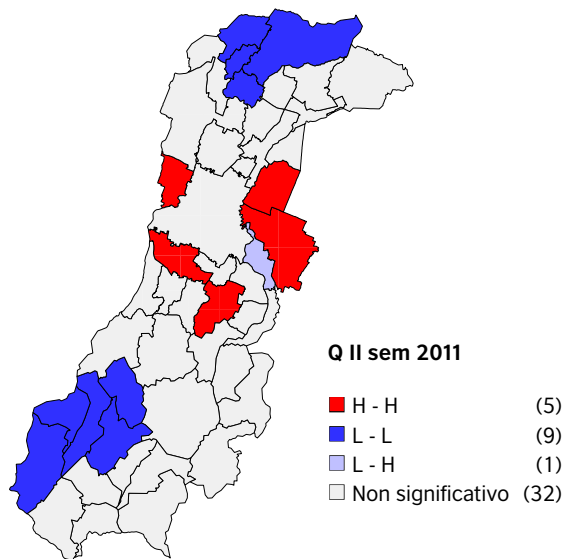 Q II sem 2011
H - H (5)
L - L (9)
L - H (1)
Non significativo (32)